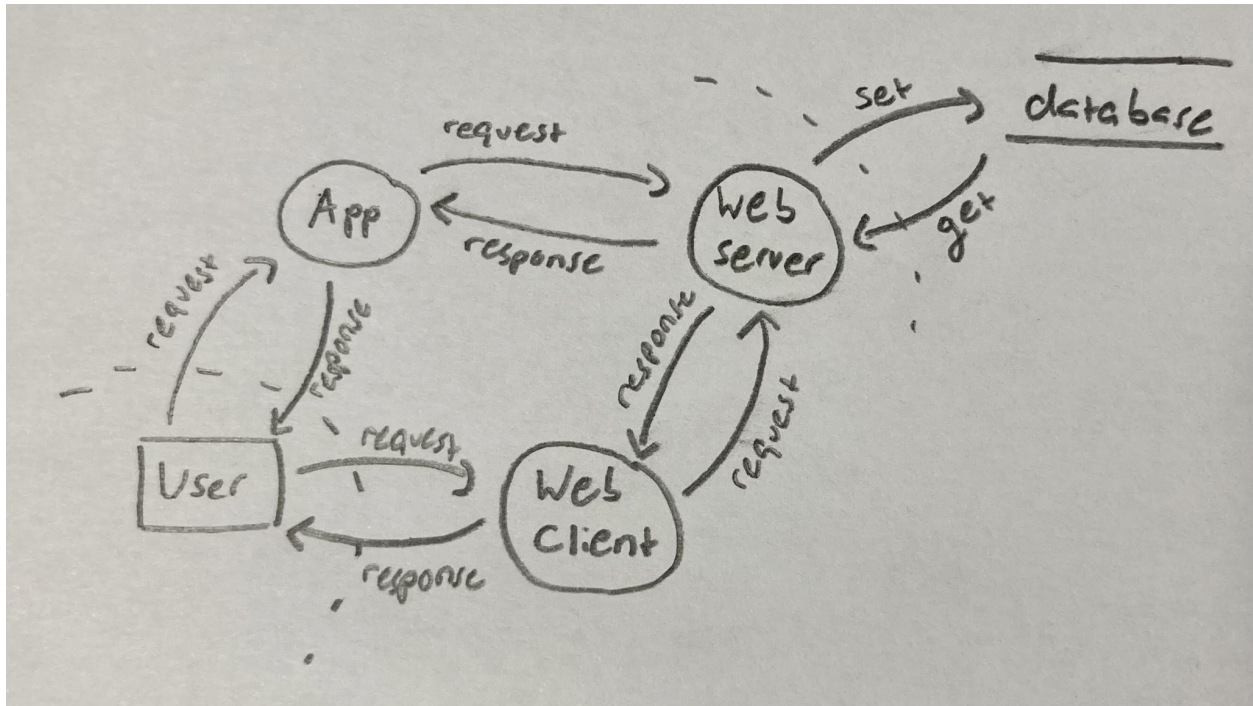 set
database
request
App
Web
server
response
get
request
response
response
request
request
User
Web
Client
response